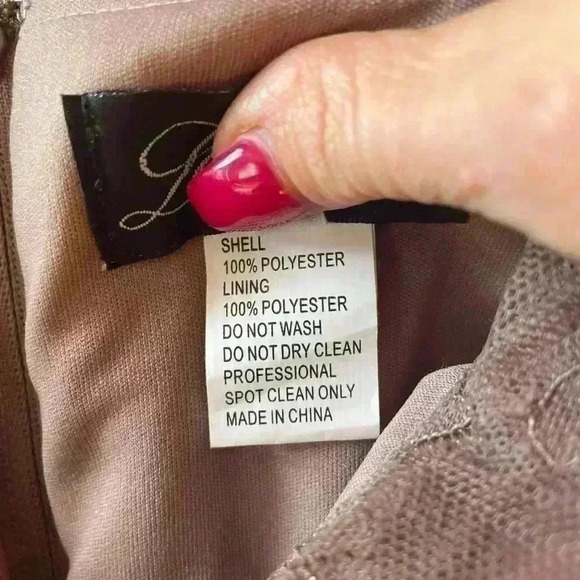 SHELL
100% POLYESTER
LINING
100% POLYESTER
DO NOT WASH
DO NOT DRY CLEAN
PROFESSIONAL
SPOT CLEAN ONLY
MADE IN CHINA